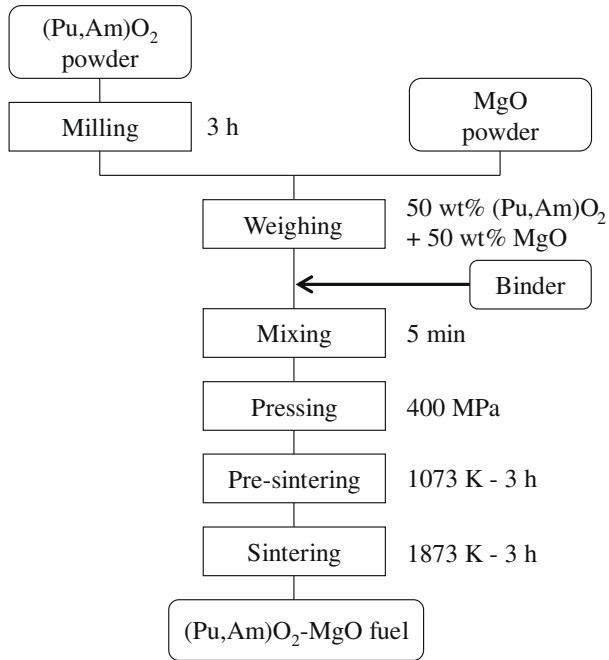 (Pu,Am)O₂
powder
MgO
powder
Milling
3 h
Weighing
50 wt% (Pu,Am)O₂
+ 50 wt% MgO
Binder
Mixing
5 min
Pressing
400 MPa
Pre-sintering
1073 K - 3 h
Sintering
1873 K - 3 h
(Pu,Am)O₂-MgO fuel